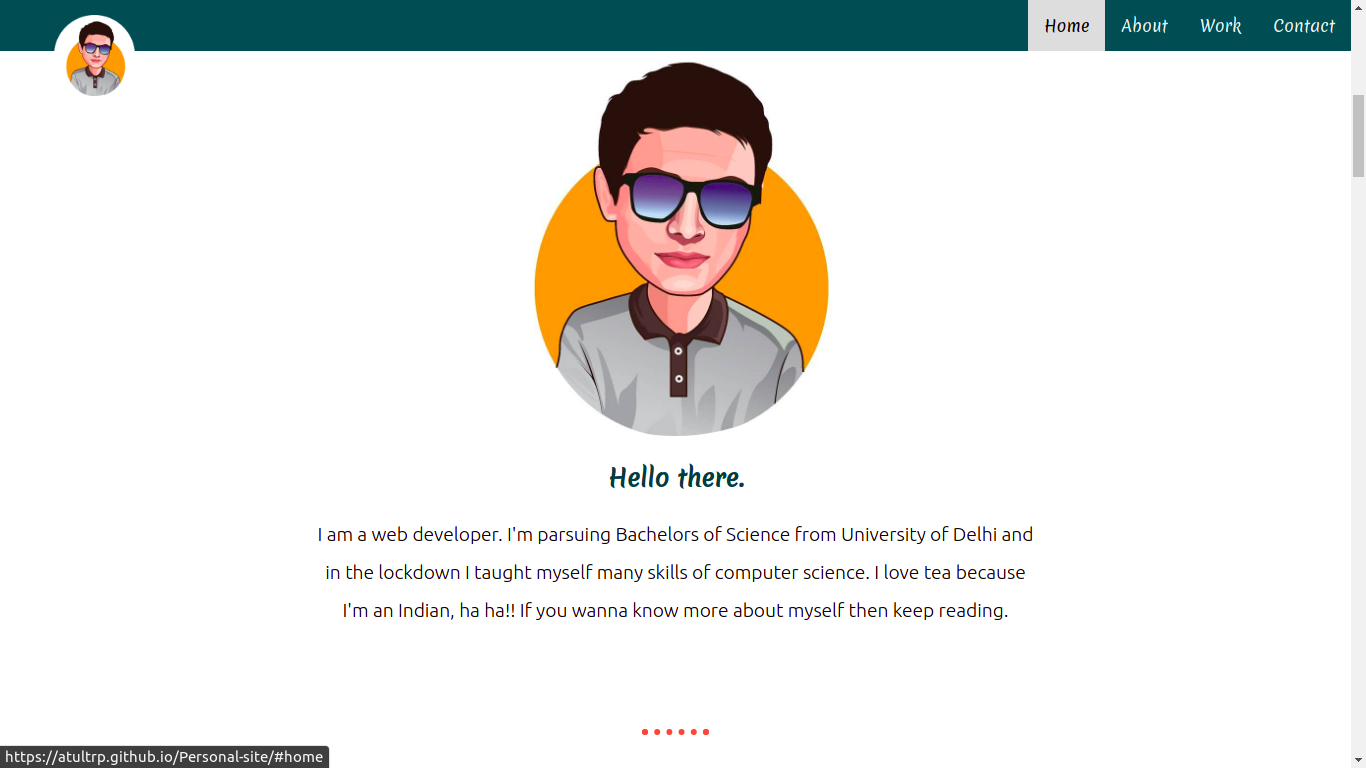 Home About Work Contact
Hello there.
I am a web developer. I'm parsuing Bachelors of Science from University of Delhi and
in the lockdown I taught myself many skills of computer science. I love tea because
I'm an Indian, ha ha!! If you wanna know more about myself then keep reading.
https://atultrp.github.io/Personal-site/#home